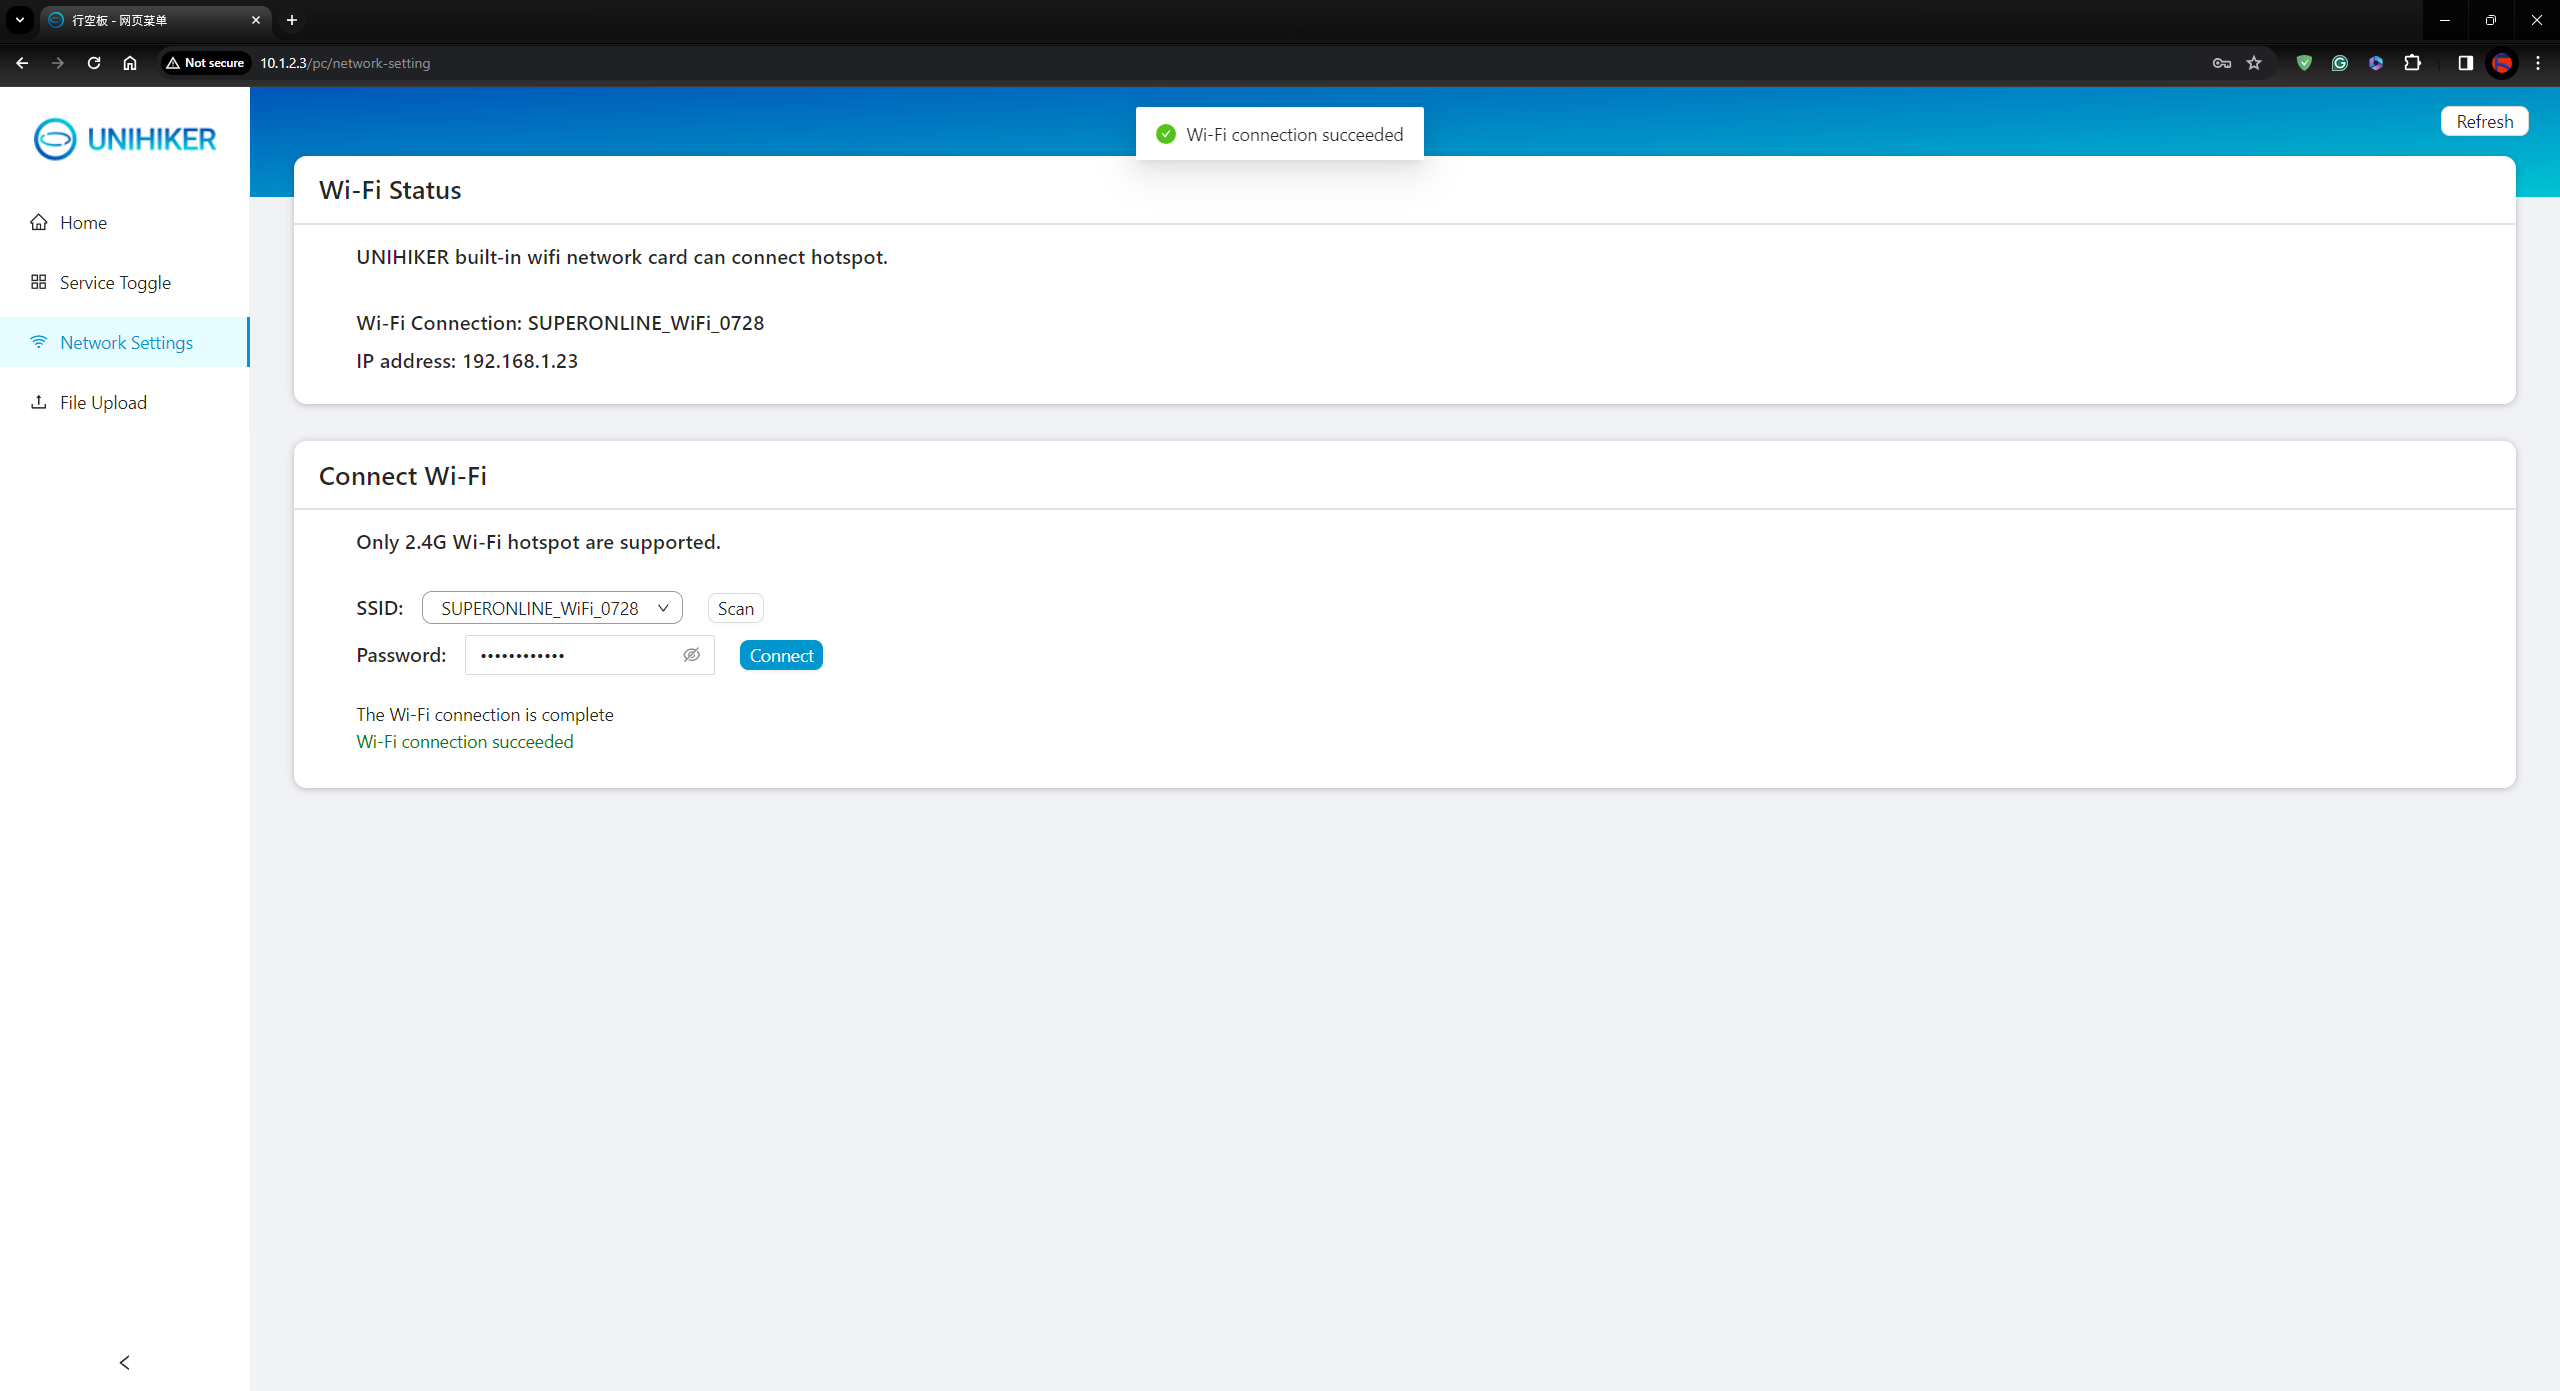 行空板 - 网页菜单
Not secure
10.1.2.3/pc/network-setting
UNIHIKER
Home
Service Toggle
Network Settings
File Upload
Wi-Fi connection succeeded
Refresh
Wi-Fi Status
UNIHIKER built-in wifi network card can connect hotspot.
Wi-Fi Connection: SUPERONLINE_WiFi_0728
IP address: 192.168.1.23
Connect Wi-Fi
Only 2.4G Wi-Fi hotspot are supported.
SSID: SUPERONLINE_WiFi_0728 Scan
Password: •••••••••••• Connect
The Wi-Fi connection is complete
Wi-Fi connection succeeded